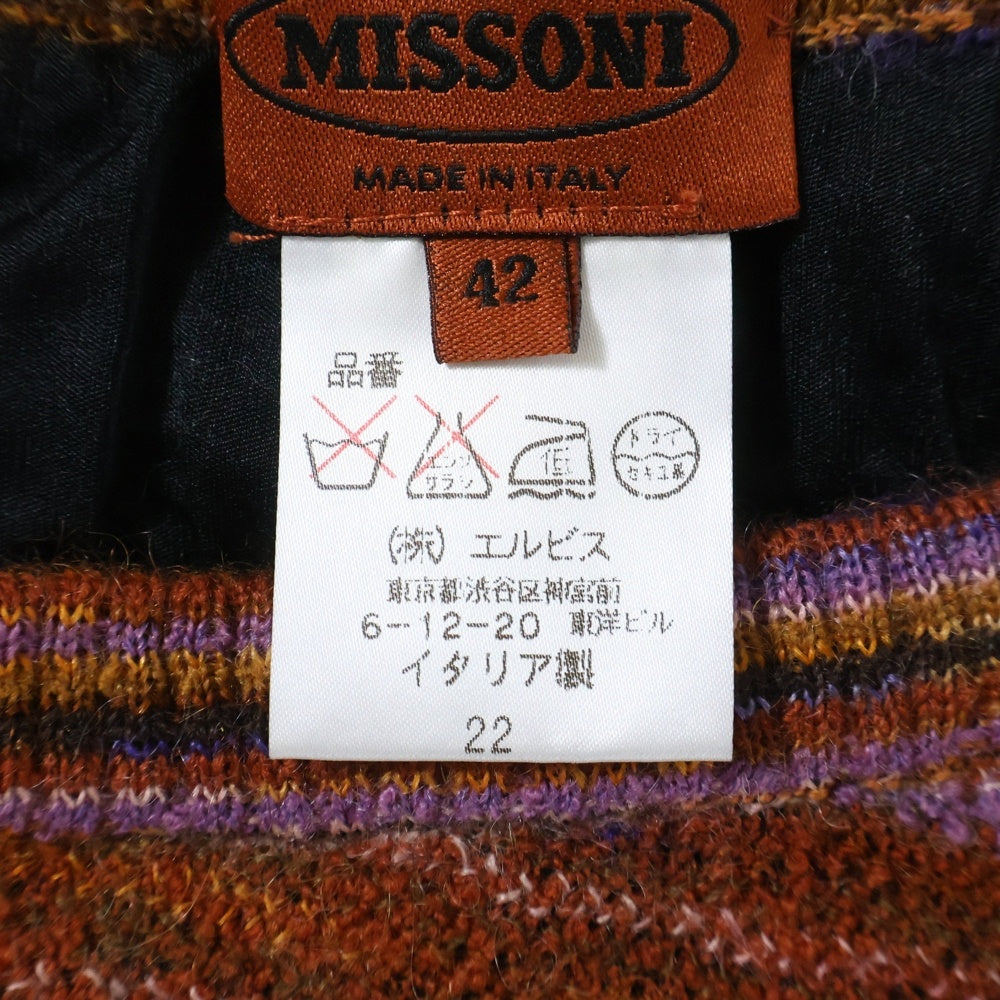 MISSONI
MADE IN ITALY
42
品番
エンソ
サラシ
低
ドライ
セキユ系
(株) エルビス
東京都渋谷区神宮前
6-12-20 東洋ビル
イタリア製
22